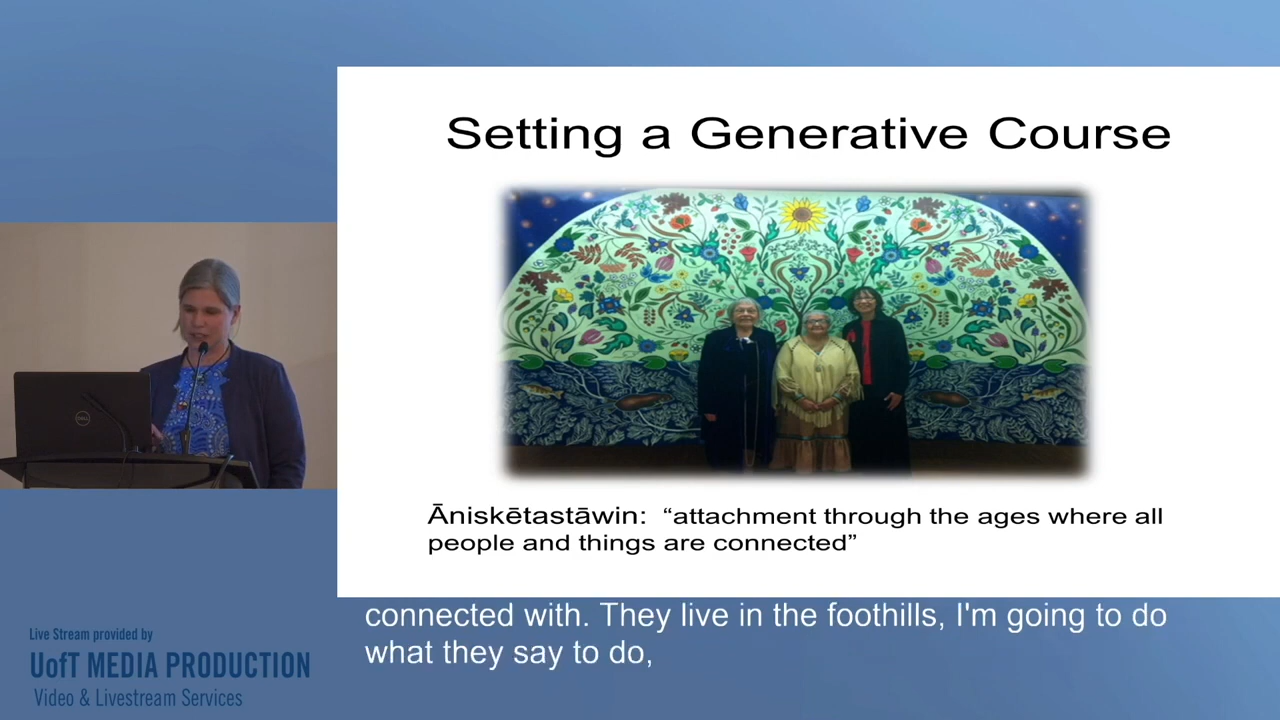 Setting a Generative Course
Āniskētastāwin: “attachment through the ages where all
people and things are connected”
connected with. They live in the foothills, I'm going to do
what they say to do,
Live Stream provided by
UofT MEDIA PRODUCTION
Video & Livestream Services
DELL